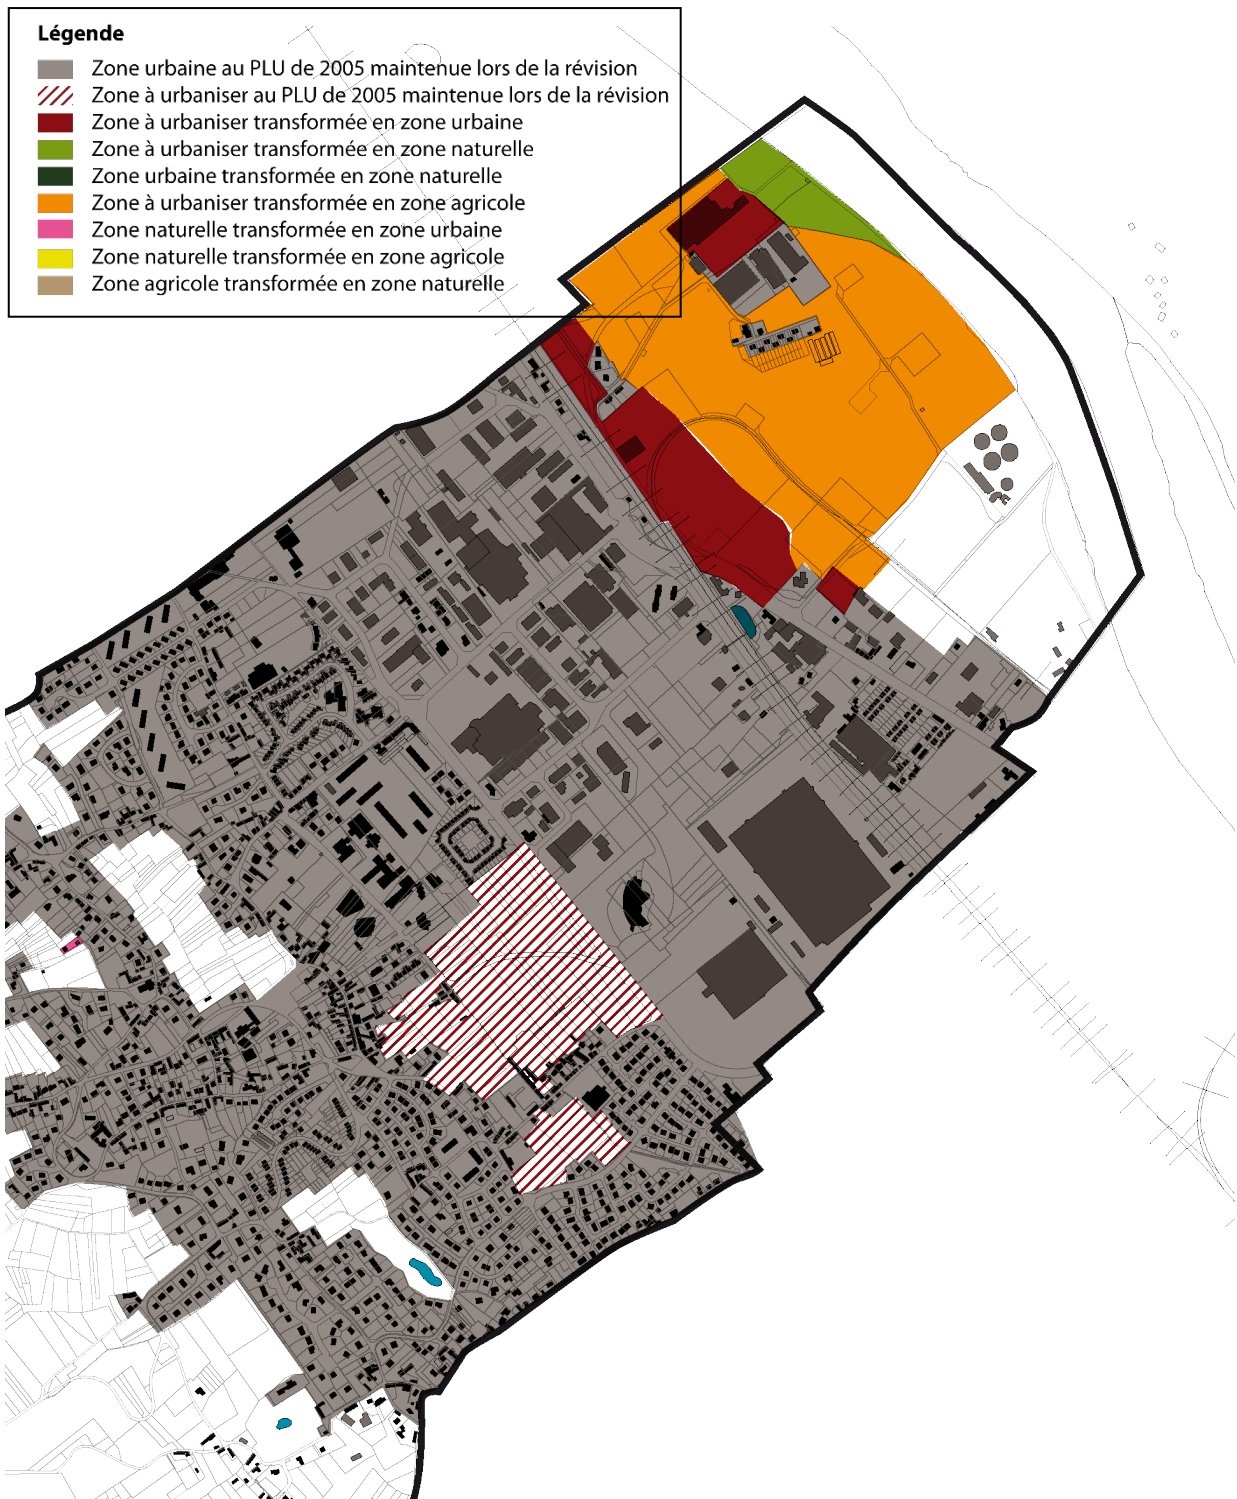 Légende
Zone urbaine au PLU de 2005 maintenue lors de la révision
Zone à urbaniser au PLU de 2005 maintenue lors de la révision
Zone à urbaniser transformée en zone urbaine
Zone à urbaniser transformée en zone naturelle
Zone urbaine transformée en zone naturelle
Zone à urbaniser transformée en zone agricole
Zone naturelle transformée en zone urbaine
Zone naturelle transformée en zone agricole
Zone agricole transformée en zone naturelle